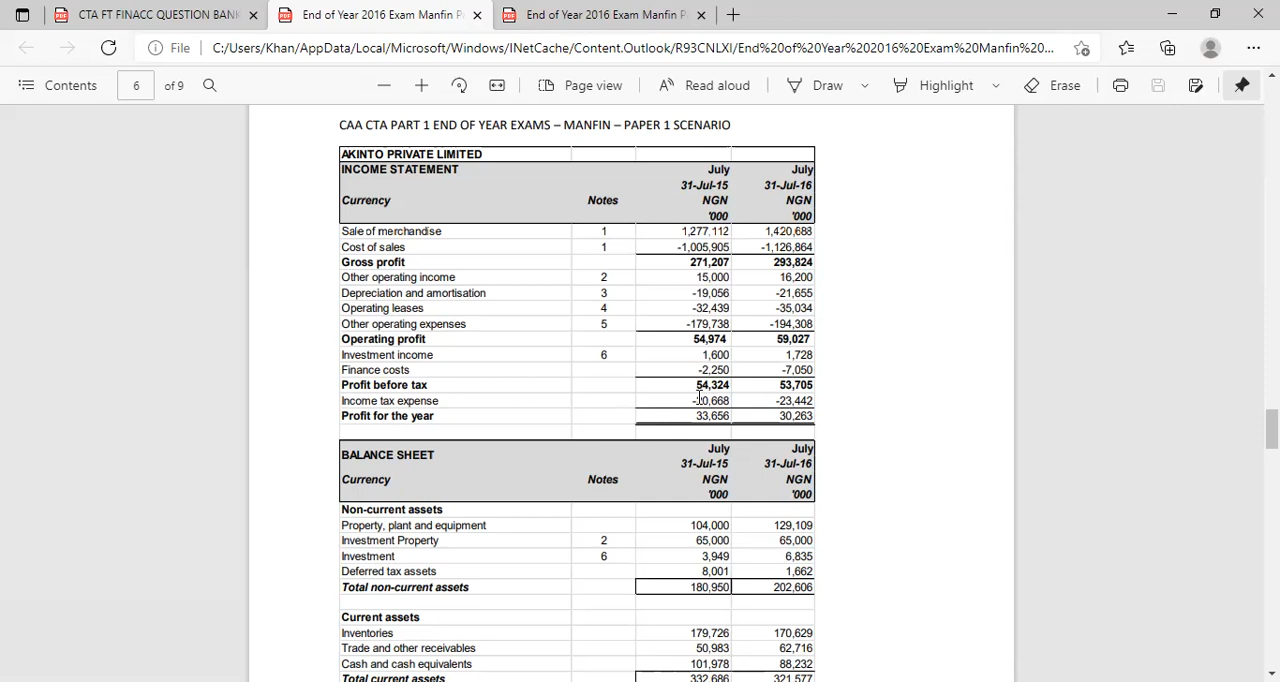 CTA FT FINACC QUESTION BANK
End of Year 2016 Exam Manfin P
End of Year 2016 Exam Manfin P
File C:/Users/Khan/AppData/Local/Microsoft/Windows/INetCache/Content.Outlook/R93CNLXI/End%20of%20Year%202016%20Exam%20Manfin%20...
Contents 6 of 9 Page view Read aloud Draw Highlight Erase
CAA CTA PART 1 END OF YEAR EXAMS – MANFIN – PAPER 1 SCENARIO
AKINTO PRIVATE LIMITED
INCOME STATEMENT July July
31-Jul-15 31-Jul-16
Currency Notes NGN NGN
'000 '000
Sale of merchandise 1 1,277,112 1,420,688
Cost of sales 1 -1,005,905 -1,126,864
Gross profit 271,207 293,824
Other operating income 2 15,000 16,200
Depreciation and amortisation 3 -19,056 -21,655
Operating leases 4 -32,439 -35,034
Other operating expenses 5 -179,738 -194,308
Operating profit 54,974 59,027
Investment income 6 1,600 1,728
Finance costs -2,250 -7,050
Profit before tax 54,324 53,705
Income tax expense -20,668 -23,442
Profit for the year 33,656 30,263
BALANCE SHEET July July
31-Jul-15 31-Jul-16
Currency Notes NGN NGN
'000 '000
Non-current assets
Property, plant and equipment 104,000 129,109
Investment Property 2 65,000 65,000
Investment 6 3,949 6,835
Deferred tax assets 8,001 1,662
Total non-current assets 180,950 202,606
Current assets
Inventories 179,726 170,629
Trade and other receivables 50,983 62,716
Cash and cash equivalents 101,978 88,232
Total current assets 332,686 321,577